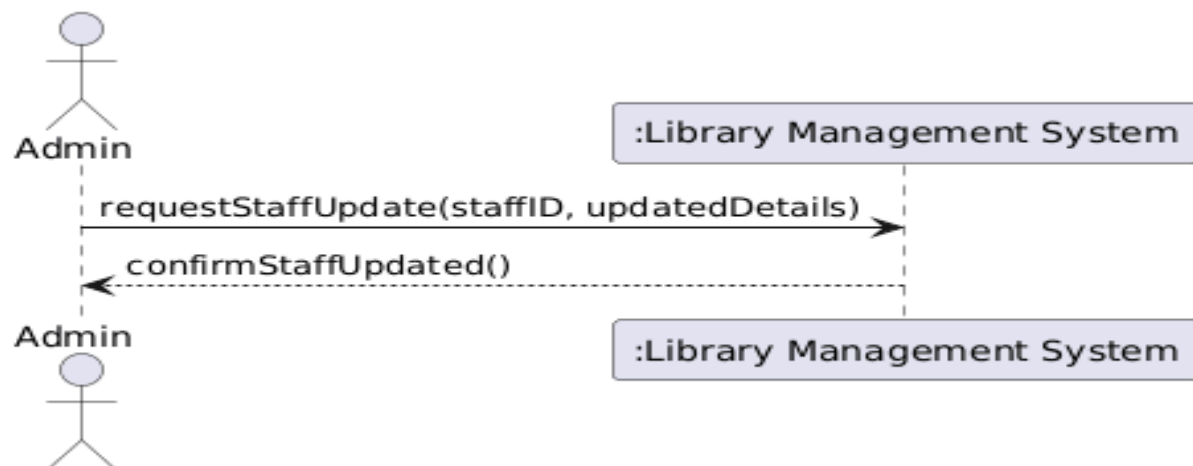 Admin
:Library Management System
requestStaffUpdate(staffID, updatedDetails)
confirmStaffUpdated()
Admin
:Library Management System